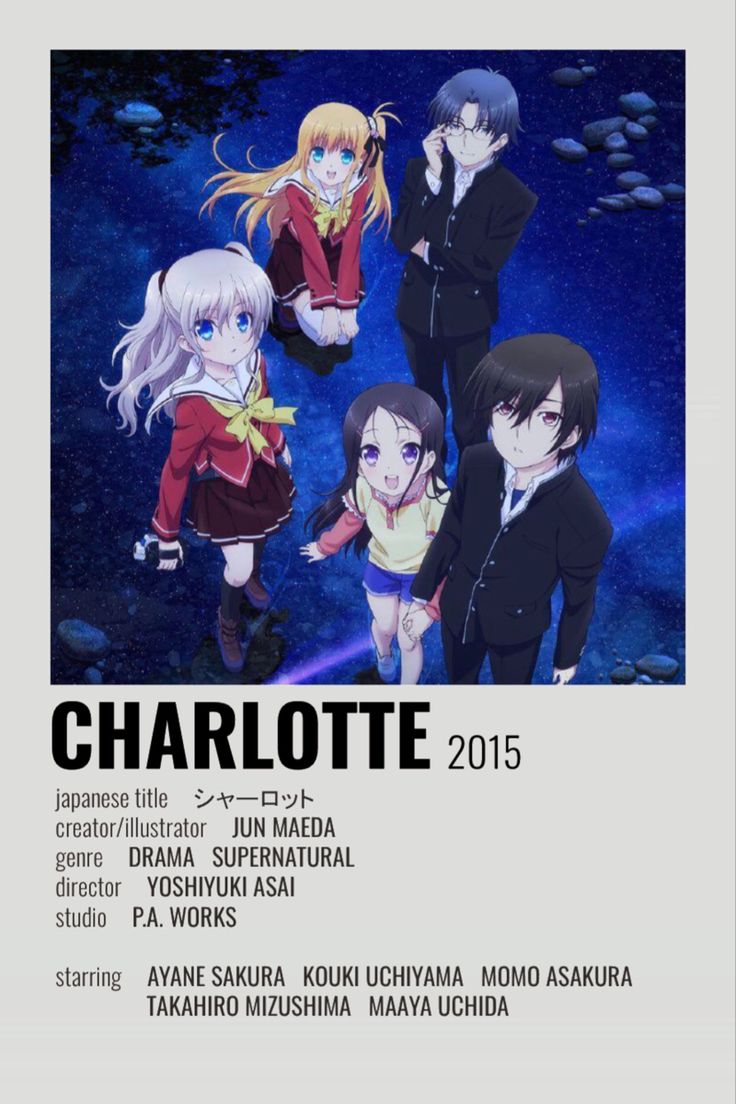 CHARLOTTE 2015
japanese title シャーロット
creator/illustrator JUN MAEDA
genre DRAMA SUPERNATURAL
director YOSHIYUKI ASAI
studio P.A. WORKS
starring AYANE SAKURA KOUKI UCHIYAMA MOMO ASAKURA
TAKAHIRO MIZUSHIMA MAAYA UCHIDA